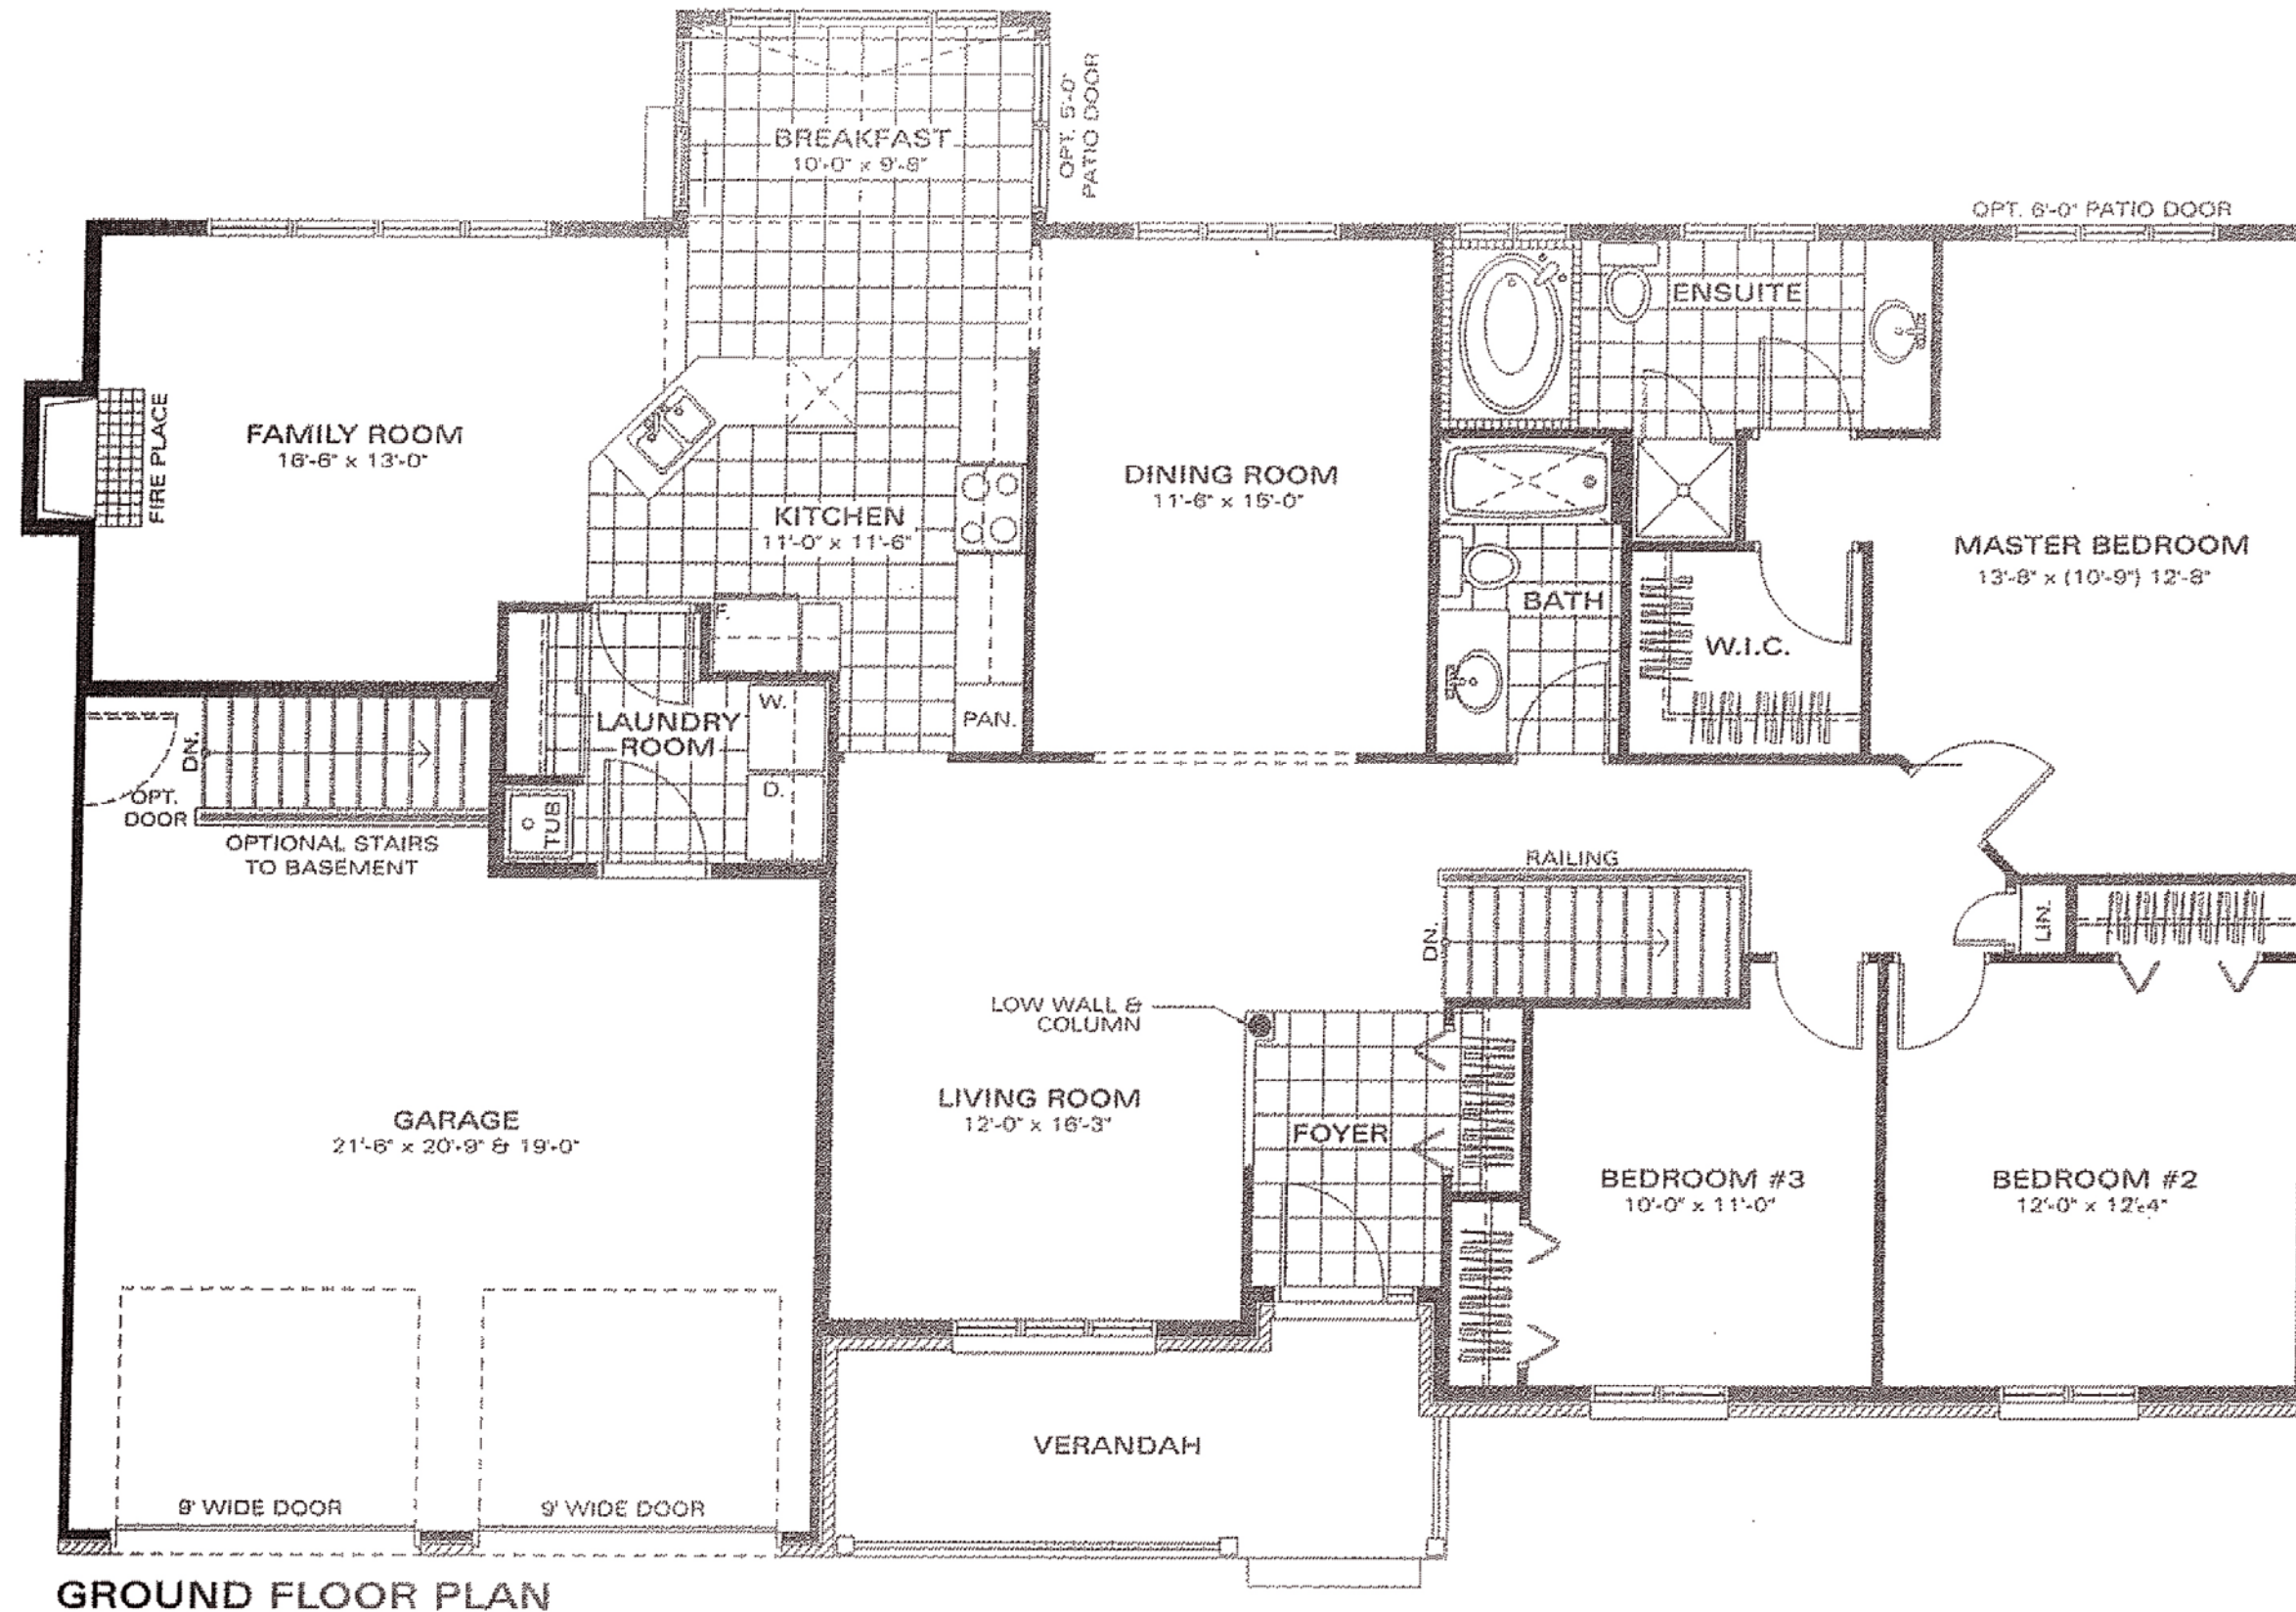 OPT. 5'-0"
PATIO DOOR
BREAKFAST
10'-0" x 9'-8"
OPT. 6'-0" PATIO DOOR
ENSUITE
FIRE PLACE
FAMILY ROOM
16'-6" x 13'-0"
DINING ROOM
11'-6" x 15'-0"
KITCHEN
11'-0" x 11'-6"
MASTER BEDROOM
13'-8" x (10'-9") 12'-8"
BATH
W.I.C.
F.
W.
PAN.
LAUNDRY
ROOM
DN.
OPT.
DOOR
D.
TUB
OPTIONAL STAIRS
TO BASEMENT
RAILING
DN.
LIN.
LOW WALL &
COLUMN
LIVING ROOM
12'-0" x 16'-3"
GARAGE
21'-6" x 20'-9" & 19'-0"
FOYER
BEDROOM #3
10'-0" x 11'-0"
BEDROOM #2
12'-0" x 12'-4"
VERANDAH
9' WIDE DOOR
9' WIDE DOOR
GROUND FLOOR PLAN